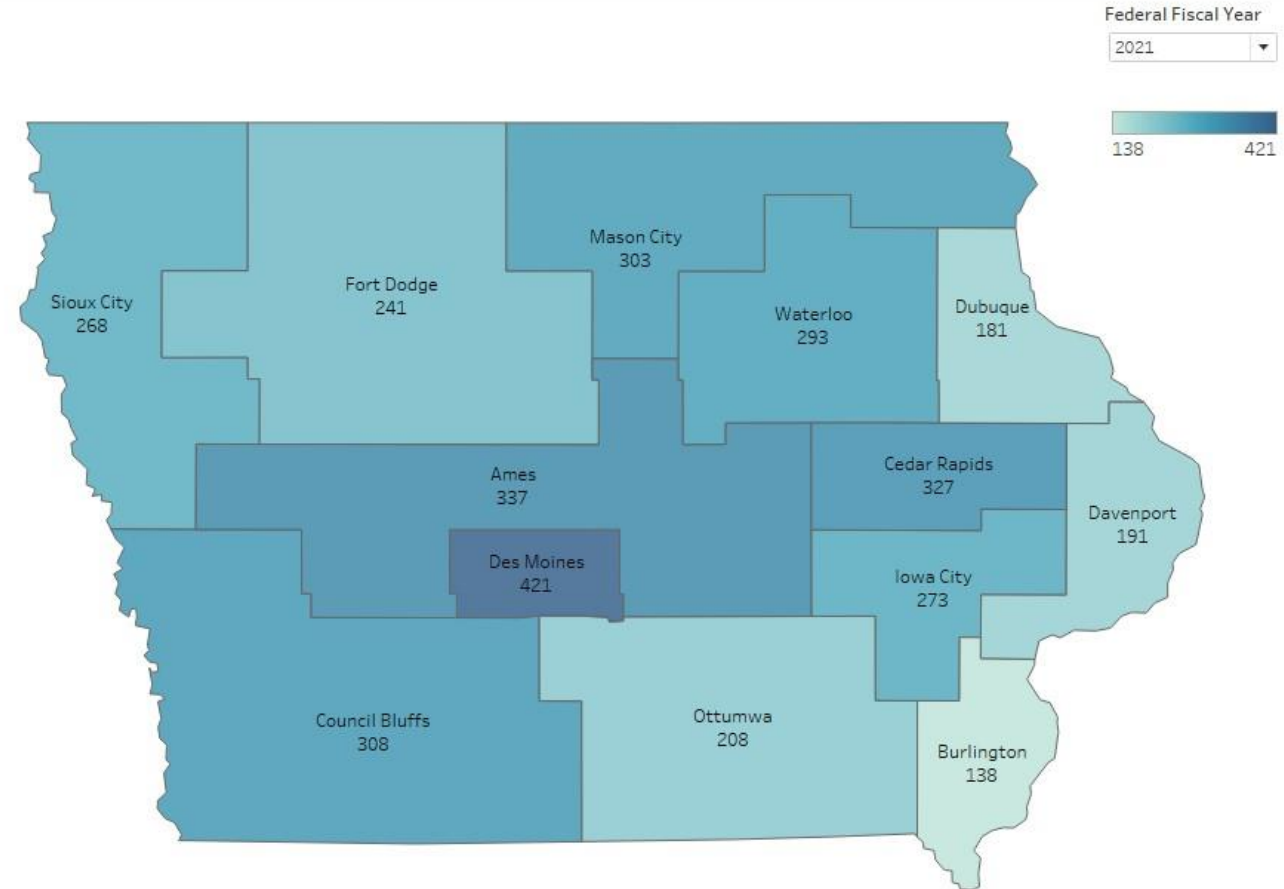 Federal Fiscal Year
2021
138 421
Mason City
303
Fort Dodge
241
Sioux City
268
Waterloo
293
Dubuque
181
Ames
337
Cedar Rapids
327
Davenport
191
Des Moines
421
Iowa City
273
Council Bluffs
308
Ottumwa
208
Burlington
138